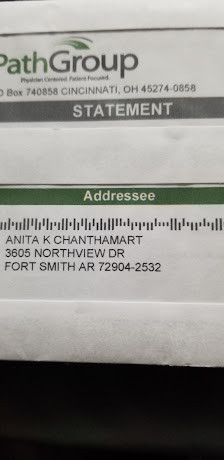 PathGroup
Physician Centered. Patient Focused.
O Box 740858 CINCINNATI, OH 45274-0858
STATEMENT
Addressee
ANITA K CHANTHAMART
3605 NORTHVIEW DR
FORT SMITH AR 72904-2532